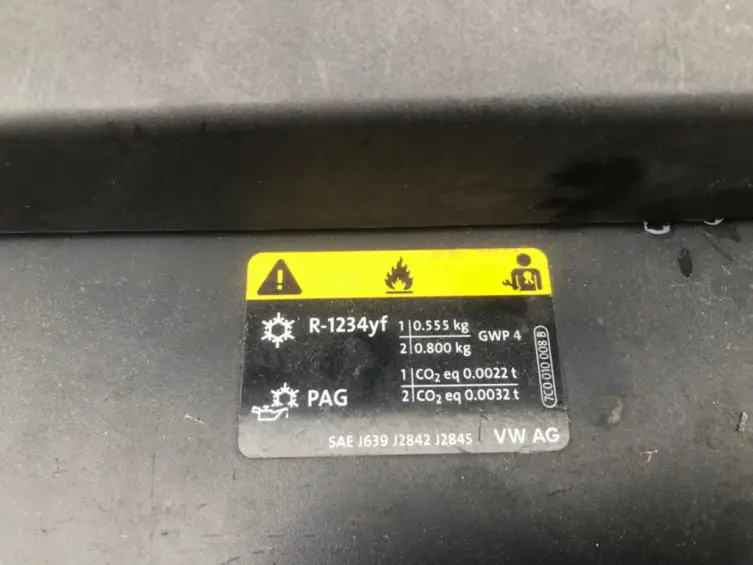 R-1234yf 1 0.555 kg GWP 4
2 0.800 kg
1 CO₂ eq 0.0022 t
PAG 2 CO₂ eq 0.0032 t
7C0 010 008 B
SAE J639 J2842 J2845 VW AG